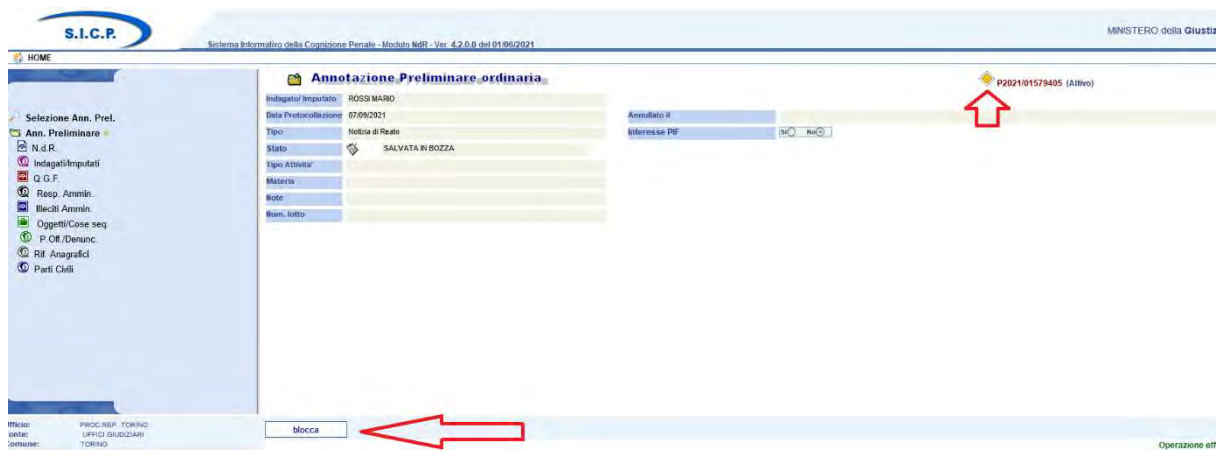 S.I.C.P.
Sistema Informativo della Cognizione Penale - Modulo NdR - Ver. 4.2.0.0 del 01/06/2021
MINISTERO della Giustiz
HOME
Annotazione Preliminare ordinaria
P2021/01579405 (Attivo)
Indagato/ Imputato ROSSI MARIO
Data Protocollazione 07/09/2021
Annullato il
Tipo Notizia di Reato
Interesse PIF Si No
Stato SALVATA IN BOZZA
Tipo Attivita'
Materia
Note
Num. lotto
Selezione Ann. Prel.
Ann. Preliminare
N.d.R.
Indagati/Imputati
Q.G.F.
Resp. Ammin.
Illeciti Ammin.
Oggetti/Cose seq.
P.Off./Denunc.
Rif. Anagrafici
Parti Civili
fficio: PROC.REP. TORINO
onte: UFFICI GIUDIZIARI
omune: TORINO
blocca
Operazione eff